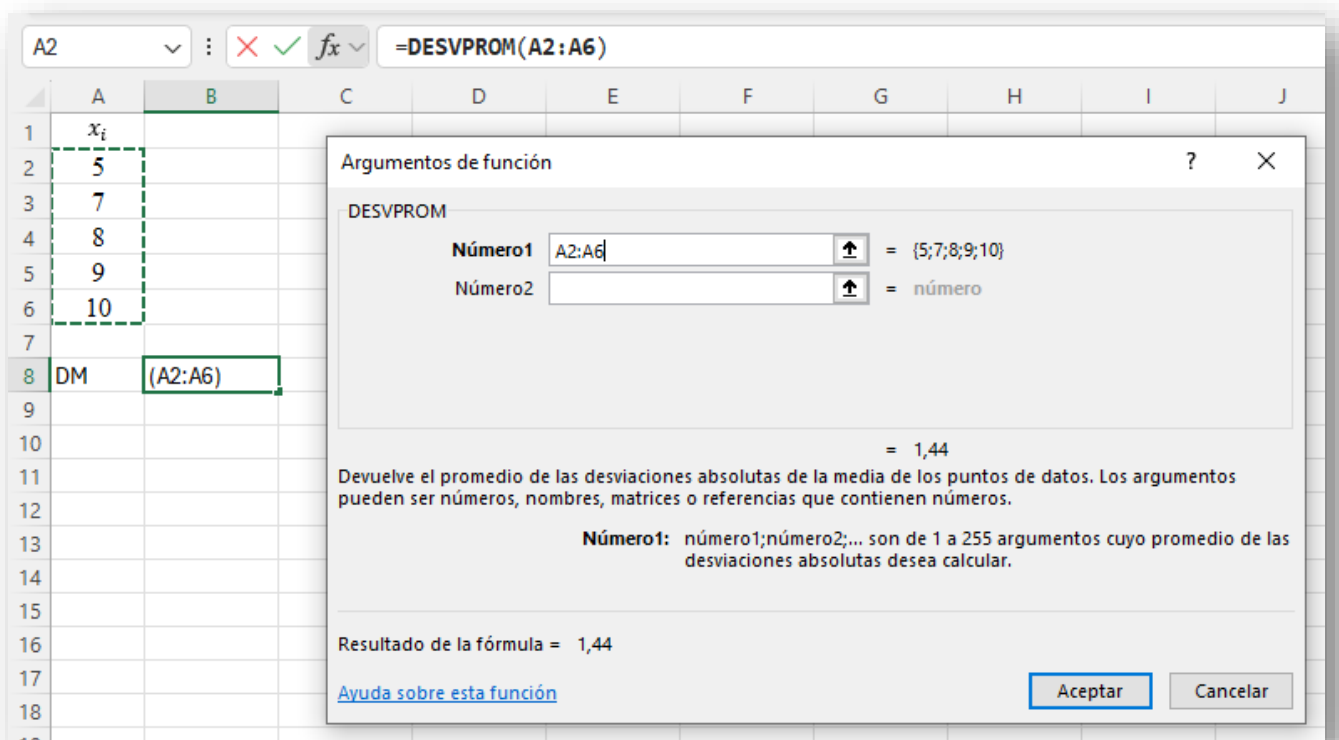 A2 =DESVPROM(A2:A6)
A B C D E F G H I J
1 xi
2 5
3 7
4 8
5 9
6 10
7
8 DM (A2:A6)
9
10
11
12
13
14
15
16
17
18
Argumentos de función ? ×
DESVPROM
Número1 A2:A6 = {5;7;8;9;10}
Número2 = número
= 1,44
Devuelve el promedio de las desviaciones absolutas de la media de los puntos de datos. Los argumentos
pueden ser números, nombres, matrices o referencias que contienen números.
Número1: número1;número2;... son de 1 a 255 argumentos cuyo promedio de las
desviaciones absolutas desea calcular.
Resultado de la fórmula = 1,44
Ayuda sobre esta función
Aceptar Cancelar